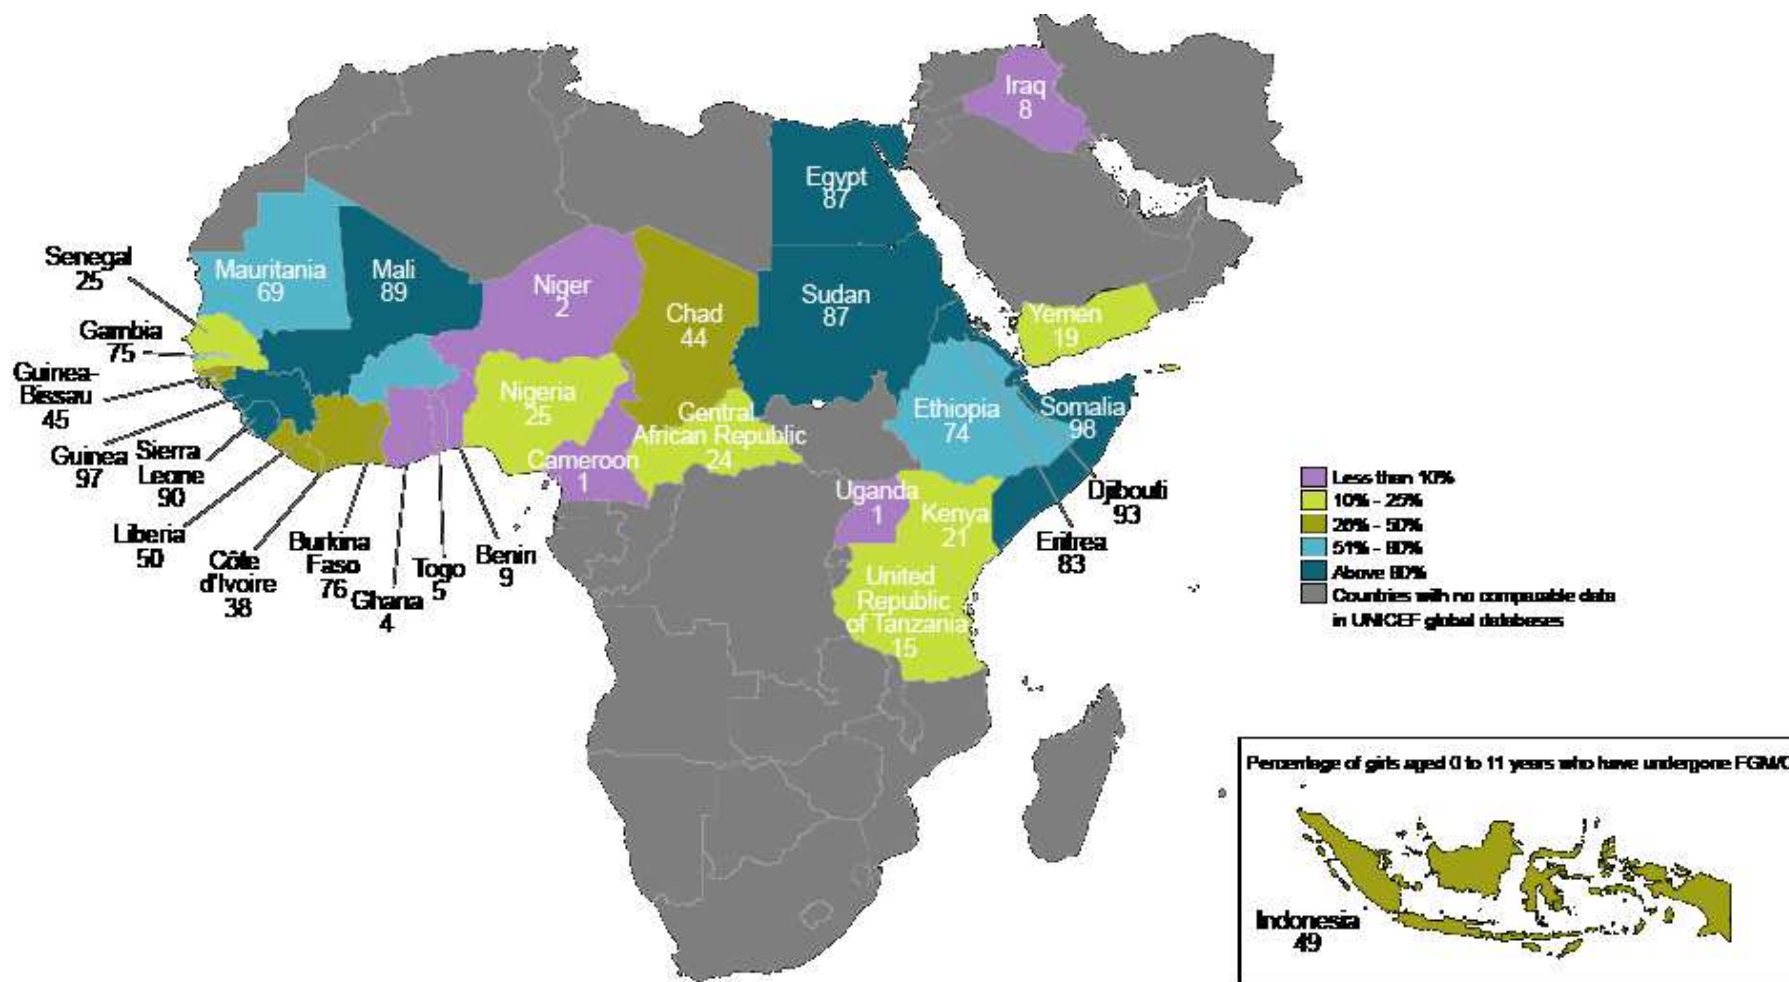 Iraq
8
Egypt
87
Senegal
25
Mauritania
69
Mali
89
Niger
2
Chad
44
Sudan
87
Yemen
19
Gambia
75
Guinea-
Bissau
45
Nigeria
25
Central
African Republic
24
Ethiopia
74
Somalia
98
Guinea
97
Sierra
Leone
90
Cameroon
1
Uganda
1
Kenya
21
Djibouti
93
Eritrea
83
Liberia
50
Côte
d'Ivoire
38
Burkina
Faso
76
Ghana
4
Togo
5
Benin
9
United
Republic
of Tanzania
15
Less than 10%
10% - 25%
26% - 50%
51% - 80%
Above 80%
Countries with no comparable data
in UNICEF global databases
Percentage of girls aged 0 to 11 years who have undergone FGM/C
Indonesia
49